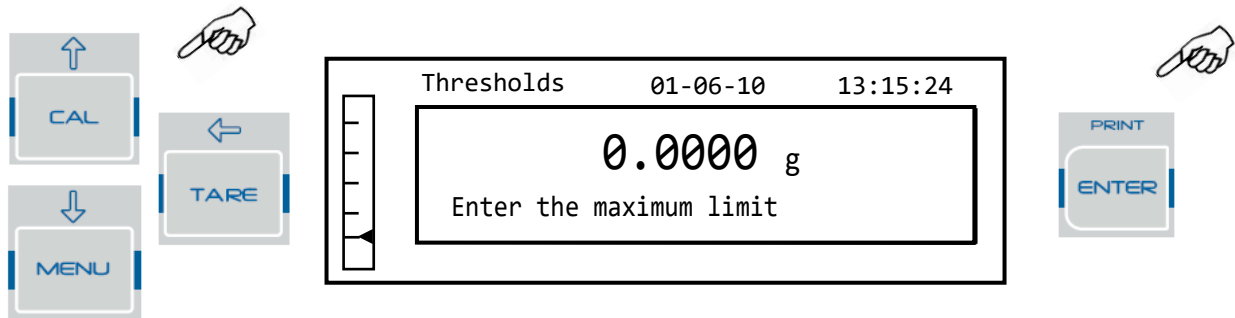 CAL
TARE
MENU
Thresholds 01-06-10 13:15:24
0.0000 g
Enter the maximum limit
PRINT
ENTER